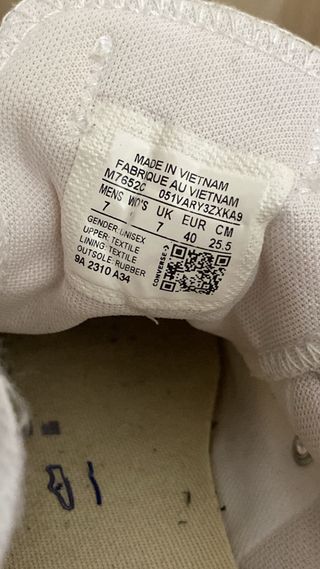 MADE IN VIETNAM
FABRIQUE AU VIETNAM
M7652C 051VARY3ZXKA9
MENS WO'S UK EUR CM
7 7 40 25.5
GENDER: UNISEX
UPPER: TEXTILE
LINING: TEXTILE
OUTSOLE: RUBBER
9A 2310 A34
CONVERSE